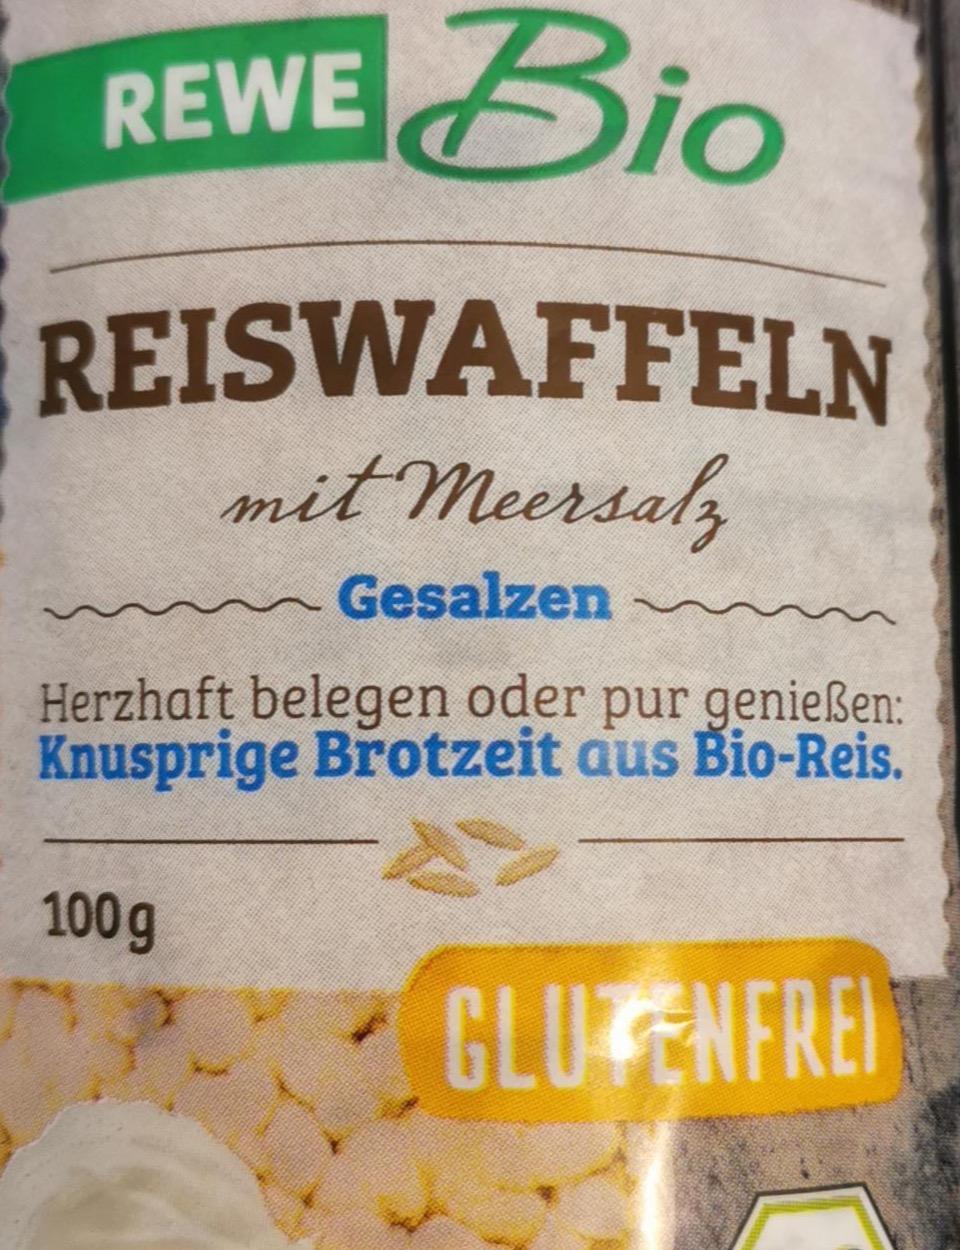 REWE Bio
REISWAFFELN
mit Meersalz
Gesalzen
Herzhaft belegen oder pur genießen:
Knusprige Brotzeit aus Bio-Reis.
100g
GLUTENFREI